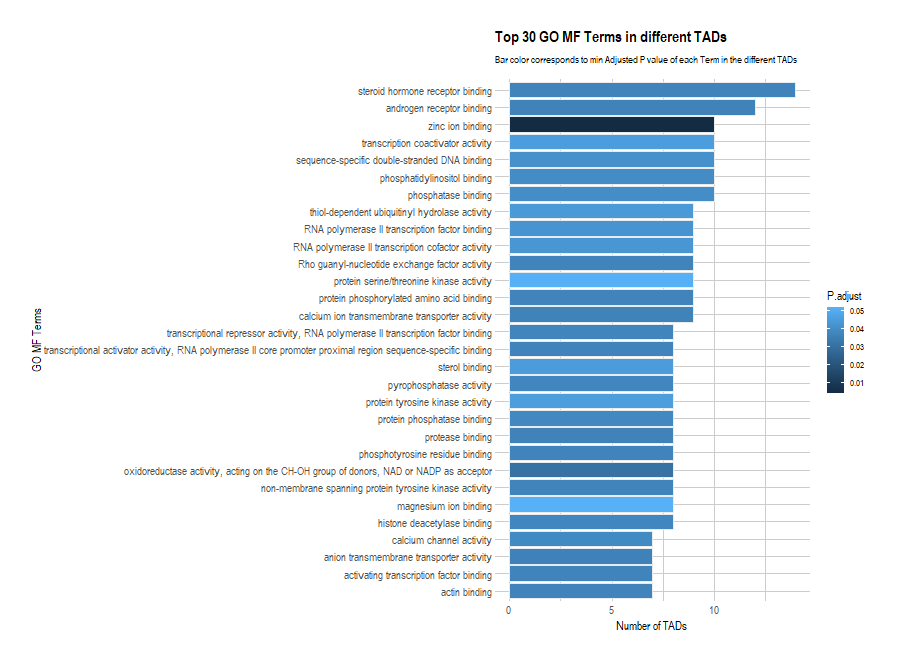 Top 30 GO MF Terms in different TADs
Bar color corresponds to min Adjusted P value of each Term in the different TADs
GO MF Terms
steroid hormone receptor binding
androgen receptor binding
zinc ion binding
transcription coactivator activity
sequence-specific double-stranded DNA binding
phosphatidylinositol binding
phosphatase binding
thiol-dependent ubiquitinyl hydrolase activity
RNA polymerase II transcription factor binding
RNA polymerase II transcription cofactor activity
Rho guanyl-nucleotide exchange factor activity
protein serine/threonine kinase activity
protein phosphorylated amino acid binding
calcium ion transmembrane transporter activity
transcriptional repressor activity, RNA polymerase II transcription factor binding
transcriptional activator activity, RNA polymerase II core promoter proximal region sequence-specific binding
sterol binding
pyrophosphatase activity
protein tyrosine kinase activity
protein phosphatase binding
protease binding
phosphotyrosine residue binding
oxidoreductase activity, acting on the CH-OH group of donors, NAD or NADP as acceptor
non-membrane spanning protein tyrosine kinase activity
magnesium ion binding
histone deacetylase binding
calcium channel activity
anion transmembrane transporter activity
activating transcription factor binding
actin binding
0 5 10
Number of TADs
P.adjust
0.05
0.04
0.03
0.02
0.01